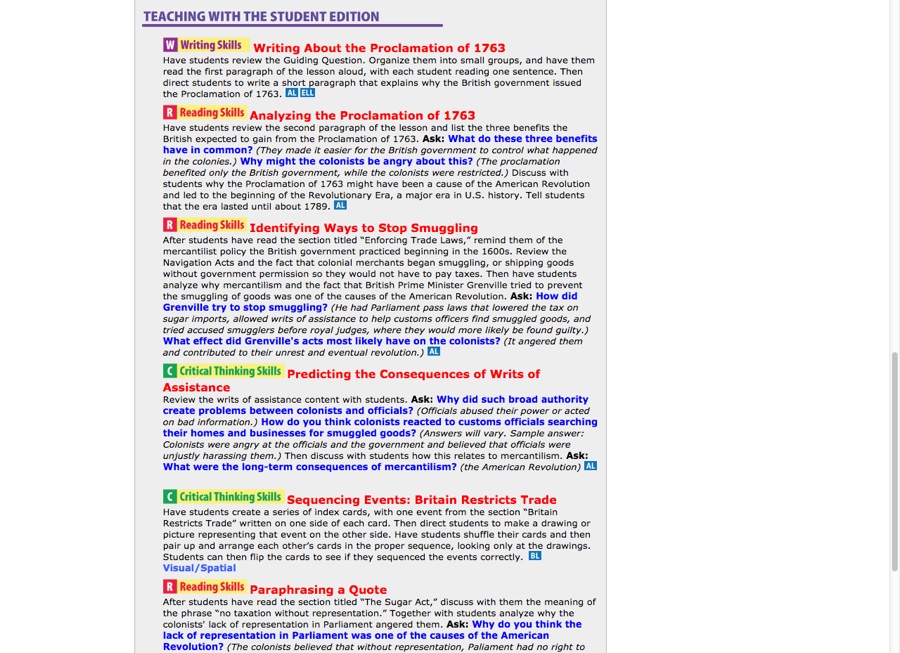 TEACHING WITH THE STUDENT EDITION
W Writing Skills Writing About the Proclamation of 1763
Have students review the Guiding Question. Organize them into small groups, and have them
read the first paragraph of the lesson aloud, with each student reading one sentence. Then
direct students to write a short paragraph that explains why the British government issued
the Proclamation of 1763. AL ELL
R Reading Skills Analyzing the Proclamation of 1763
Have students review the second paragraph of the lesson and list the three benefits the
British expected to gain from the Proclamation of 1763. Ask: What do these three benefits
have in common? (They made it easier for the British government to control what happened
in the colonies.) Why might the colonists be angry about this? (The proclamation
benefited only the British government, while the colonists were restricted.) Discuss with
students why the Proclamation of 1763 might have been a cause of the American Revolution
and led to the beginning of the Revolutionary Era, a major era in U.S. history. Tell students
that the era lasted until about 1789. AL
R Reading Skills Identifying Ways to Stop Smuggling
After students have read the section titled “Enforcing Trade Laws,” remind them of the
mercantilist policy the British government practiced beginning in the 1600s. Review the
Navigation Acts and the fact that colonial merchants began smuggling, or shipping goods
without government permission so they would not have to pay taxes. Then have students
analyze why mercantilism and the fact that British Prime Minister Grenville tried to prevent
the smuggling of goods was one of the causes of the American Revolution. Ask: How did
Grenville try to stop smuggling? (He had Parliament pass laws that lowered the tax on
sugar imports, allowed writs of assistance to help customs officers find smuggled goods, and
tried accused smugglers before royal judges, where they would more likely be found guilty.)
What effect did Grenville's acts most likely have on the colonists? (It angered them
and contributed to their unrest and eventual revolution.) AL
C Critical Thinking Skills Predicting the Consequences of Writs of
Assistance
Review the writs of assistance content with students. Ask: Why did such broad authority
create problems between colonists and officials? (Officials abused their power or acted
on bad information.) How do you think colonists reacted to customs officials searching
their homes and businesses for smuggled goods? (Answers will vary. Sample answer:
Colonists were angry at the officials and the government and believed that officials were
unjustly harassing them.) Then discuss with students how this relates to mercantilism. Ask:
What were the long-term consequences of mercantilism? (the American Revolution) AL
C Critical Thinking Skills Sequencing Events: Britain Restricts Trade
Have students create a series of index cards, with one event from the section “Britain
Restricts Trade” written on one side of each card. Then direct students to make a drawing or
picture representing that event on the other side. Have students shuffle their cards and then
pair up and arrange each other’s cards in the proper sequence, looking only at the drawings.
Students can then flip the cards to see if they sequenced the events correctly. BL
Visual/Spatial
R Reading Skills Paraphrasing a Quote
After students have read the section titled “The Sugar Act,” discuss with them the meaning of
the phrase “no taxation without representation.” Together with students analyze why the
colonists' lack of representation in Parliament angered them. Ask: Why do you think the
lack of representation in Parliament was one of the causes of the American
Revolution? (The colonists believed that without representation, Paliament had no right to